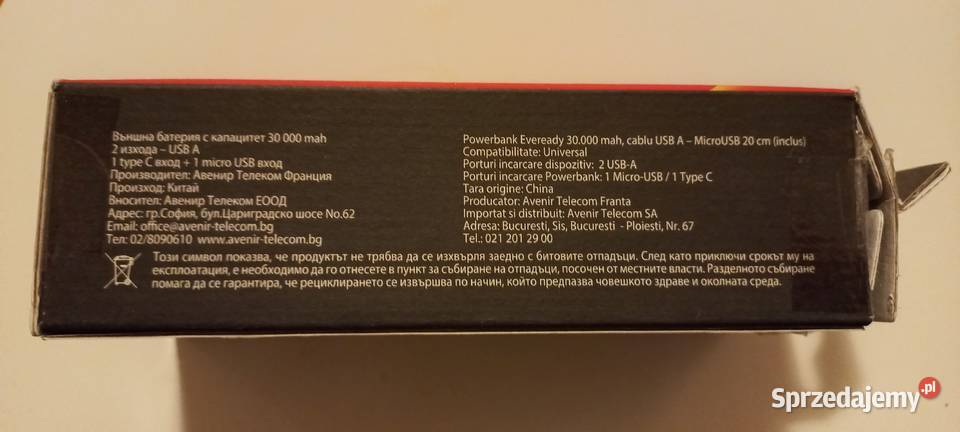 Външна батерия с капацитет 30 000 mah
2 изхода – USB A
1 type C вход + 1 micro USB вход
Производител: Авенир Телеком Франция
Произход: Китай
Вносител: Авенир Телеком ЕООД
Адрес: гр.София, бул.Цариградско шосе No.62
Email: office@avenir-telecom.bg
Тел: 02/8090610 www.avenir-telecom.bg
Powerbank Eveready 30.000 mah, cablu USB A – MicroUSB 20 cm (inclus)
Compatibilitate: Universal
Porturi incarcare dispozitiv: 2 USB-A
Porturi incarcare Powerbank: 1 Micro-USB / 1 Type C
Tara origine: China
Producator: Avenir Telecom Franta
Importat si distribuit: Avenir Telecom SA
Adresa: Bucuresti, Sis, Bucuresti - Ploiesti, Nr. 67
Tel.: 021 201 29 00
Този символ показва, че продуктът не трябва да се изхвърля заедно с битовите отпадъци. След като приключи срокът му на
експлоатация, е необходимо да го отнесете в пункт за събиране на отпадъци, посочен от местните власти. Разделното събиране
помага да се гарантира, че рециклирането се извършва по начин, който предпазва човешкото здраве и околната среда.
Sprzedajemy.pl